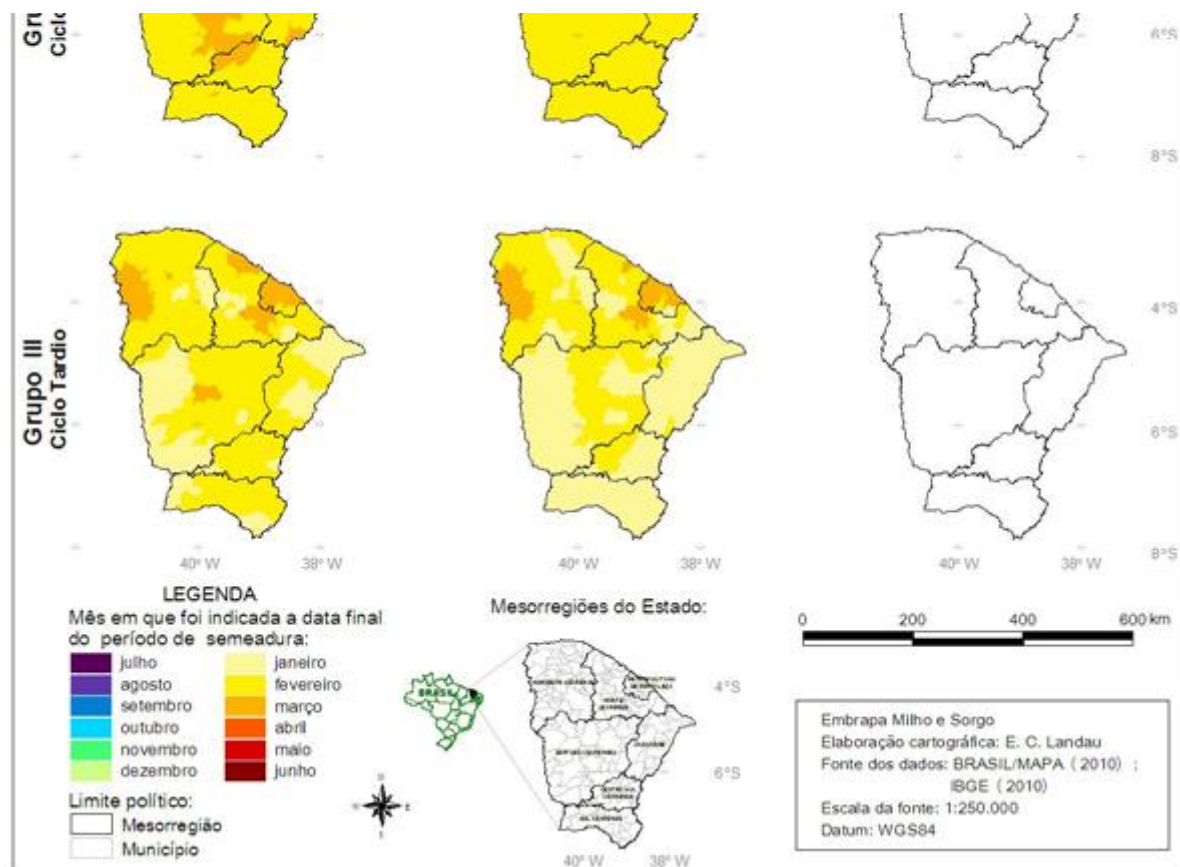 Gru
Ciclo
6°S
8°S
Grupo III
Ciclo Tardio
4°S
6°S
8°S
40° W
38° W
40° W
38° W
40° W
38° W
LEGENDA
Mês em que foi indicada a data final
do período de semeadura:
julho
agosto
setembro
outubro
novembro
dezembro
janeiro
fevereiro
março
abril
maio
junho
Limite político:
Mesorregião
Município
Mesorregiões do Estado:
BRASIL
4°S
6°S
40° W
38° W
0
200
400
600 km
Embrapa Milho e Sorgo
Elaboração cartográfica: E. C. Landau
Fonte dos dados: BRASIL/MAPA ( 2010) ;
IBGE ( 2010)
Escala da fonte: 1:250.000
Datum: WGS84